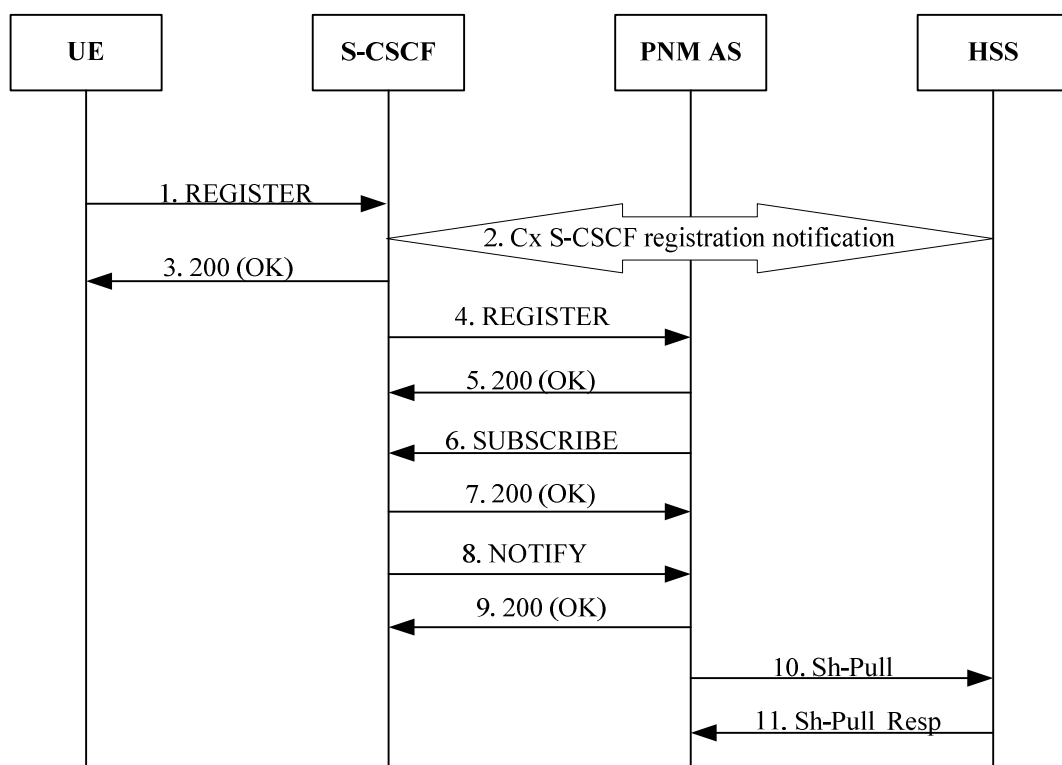 UE
S-CSCF
PNM AS
HSS
1. REGISTER
2. Cx S-CSCF registration notification
3. 200 (OK)
4. REGISTER
5. 200 (OK)
6. SUBSCRIBE
7. 200 (OK)
8. NOTIFY
9. 200 (OK)
10. Sh-Pull
11. Sh-Pull Resp